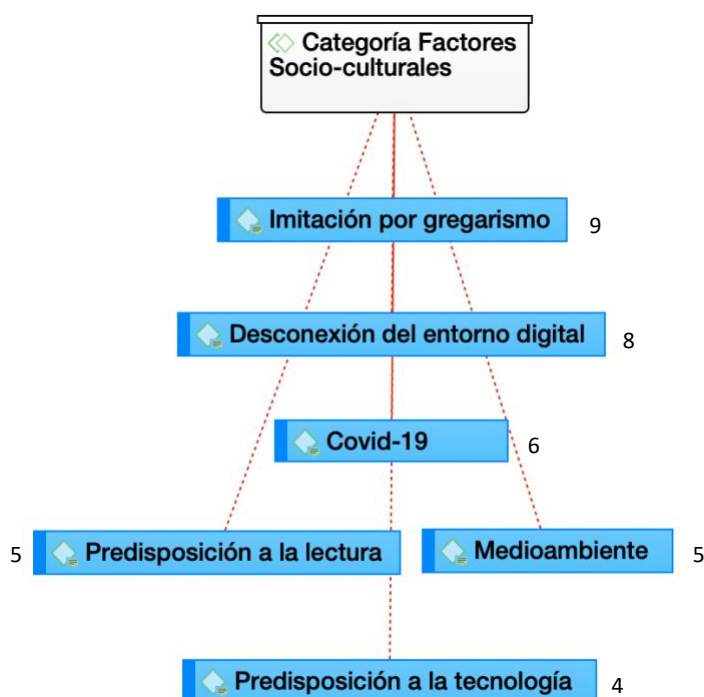 Categoría Factores
Socio-culturales
Imitación por gregarismo 9
Desconexión del entorno digital 8
Covid-19 6
5 Predisposición a la lectura
Medioambiente 5
Predisposición a la tecnología 4